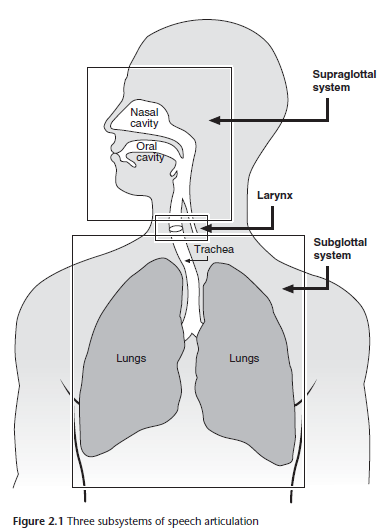 Supraglottal
system
Nasal
cavity
Oral
cavity
Larynx
Subglottal
system
Trachea
Lungs
Lungs
Figure 2.1 Three subsystems of speech articulation